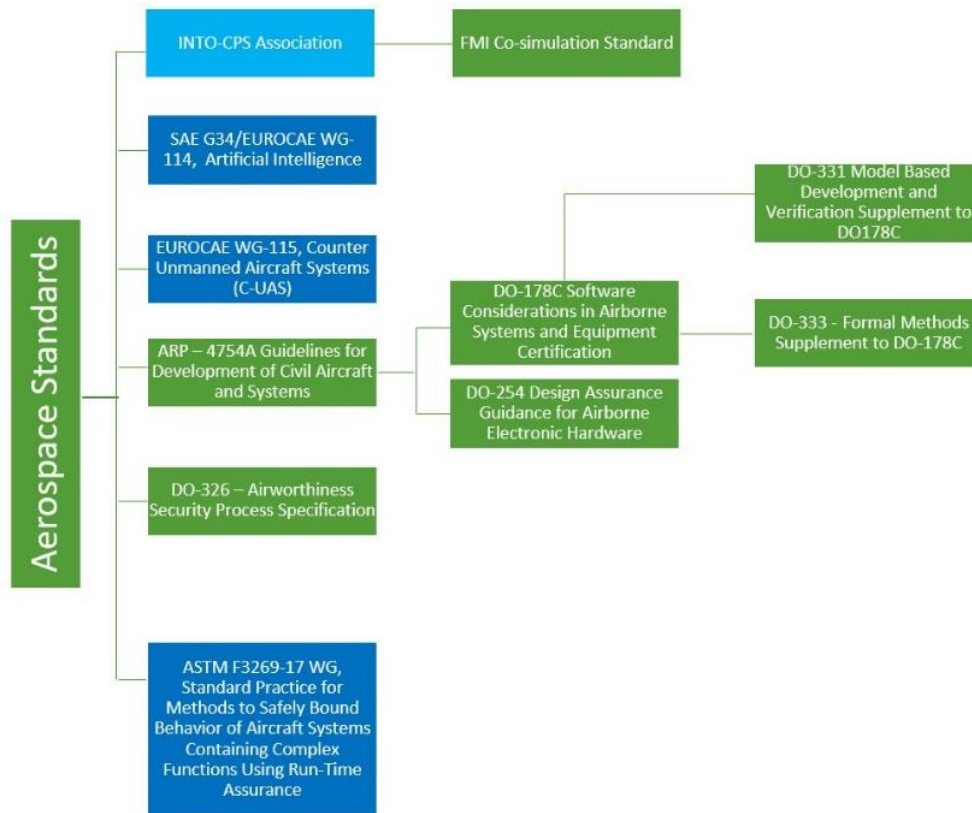 Aerospace Standards
INTO-CPS Association
FMI Co-simulation Standard
SAE G34/EUROCAE WG-
114,  Artificial Intelligence
EUROCAE WG-115, Counter
Unmanned Aircraft Systems
(C-UAS)
ARP – 4754A Guidelines for
Development of Civil Aircraft
and Systems
DO-178C Software
Considerations in Airborne
Systems and Equipment
Certification
DO-331 Model Based
Development and
Verification Supplement to
DO178C
DO-333 - Formal Methods
Supplement to DO-178C
DO-254 Design Assurance
Guidance for Airborne
Electronic Hardware
DO-326 – Airworthiness
Security Process Specification
ASTM F3269-17 WG,
Standard Practice for
Methods to Safely Bound
Behavior of Aircraft Systems
Containing Complex
Functions Using Run-Time
Assurance